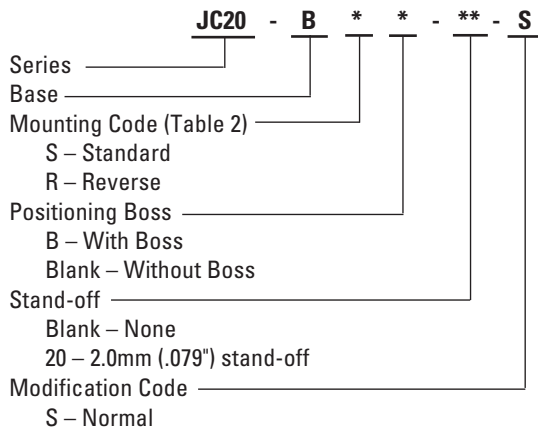 JC20 - B * * - ** - S
Series
Base
Mounting Code (Table 2)
S – Standard
R – Reverse
Positioning Boss
B – With Boss
Blank – Without Boss
Stand-off
Blank – None
20 – 2.0mm (.079") stand-off
Modification Code
S – Normal